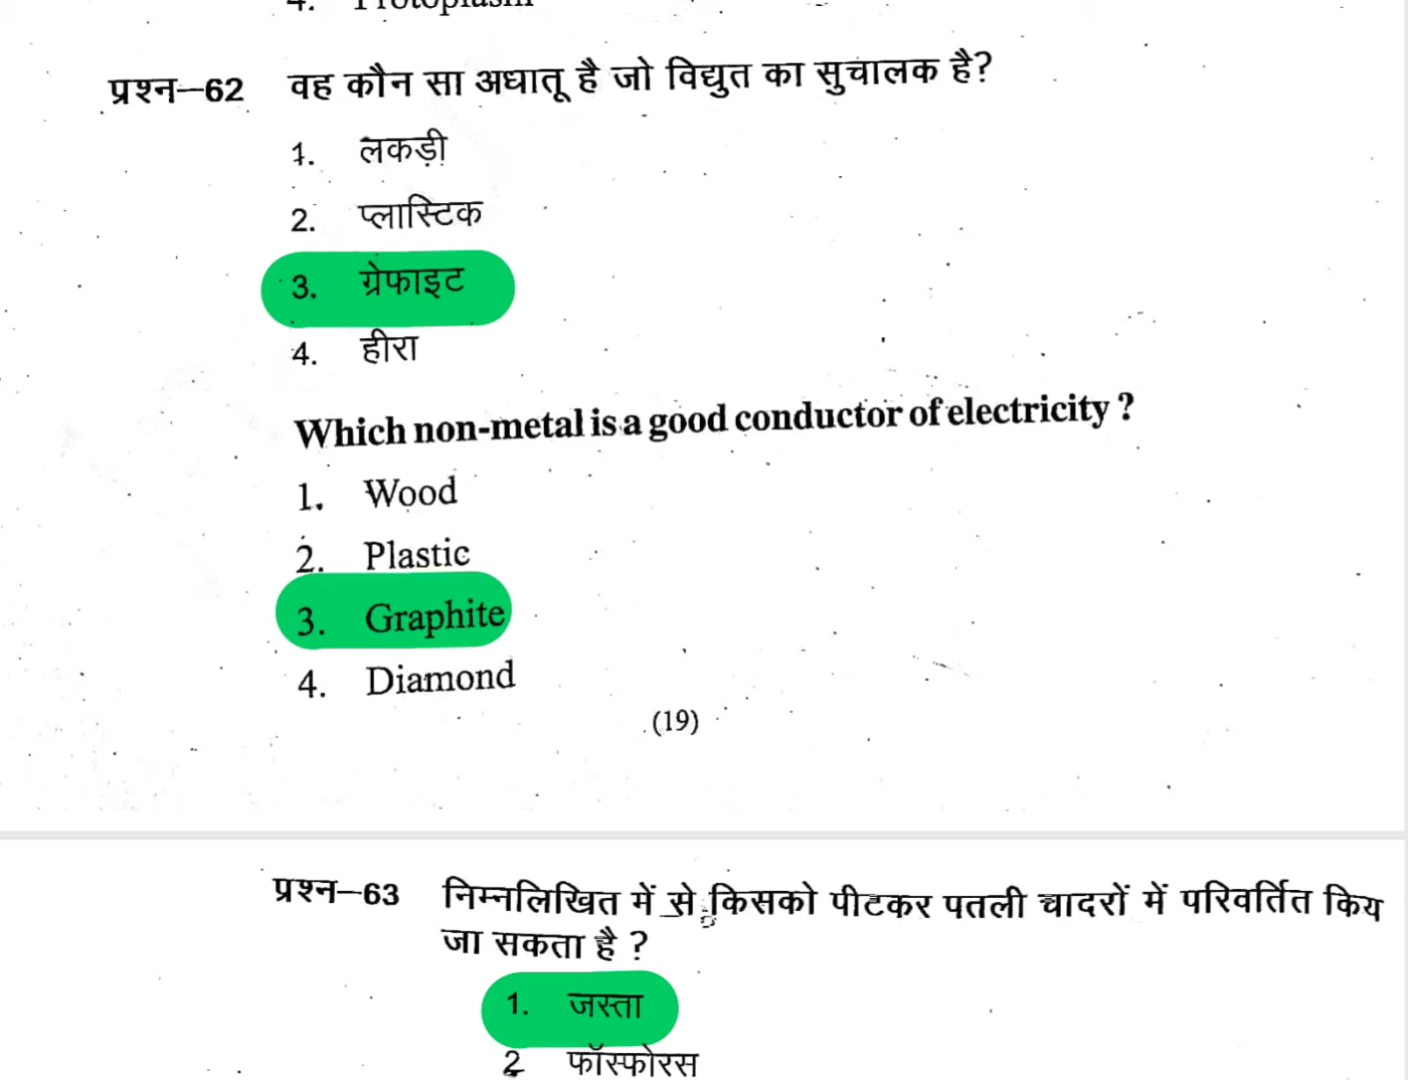 4. Protoplasm
प्रश्न–62 वह कौन सा अधातू है जो विद्युत का सुचालक है?
1. लकड़ी
2. प्लास्टिक
3. ग्रेफाइट
4. हीरा
Which non-metal is a good conductor of electricity ?
1. Wood
2. Plastic
3. Graphite
4. Diamond
(19)
प्रश्न–63 निम्नलिखित में से किसको पीटकर पतली चादरों में परिवर्तित किय
जा सकता है ?
1. जस्ता
2 फॉस्फोरस